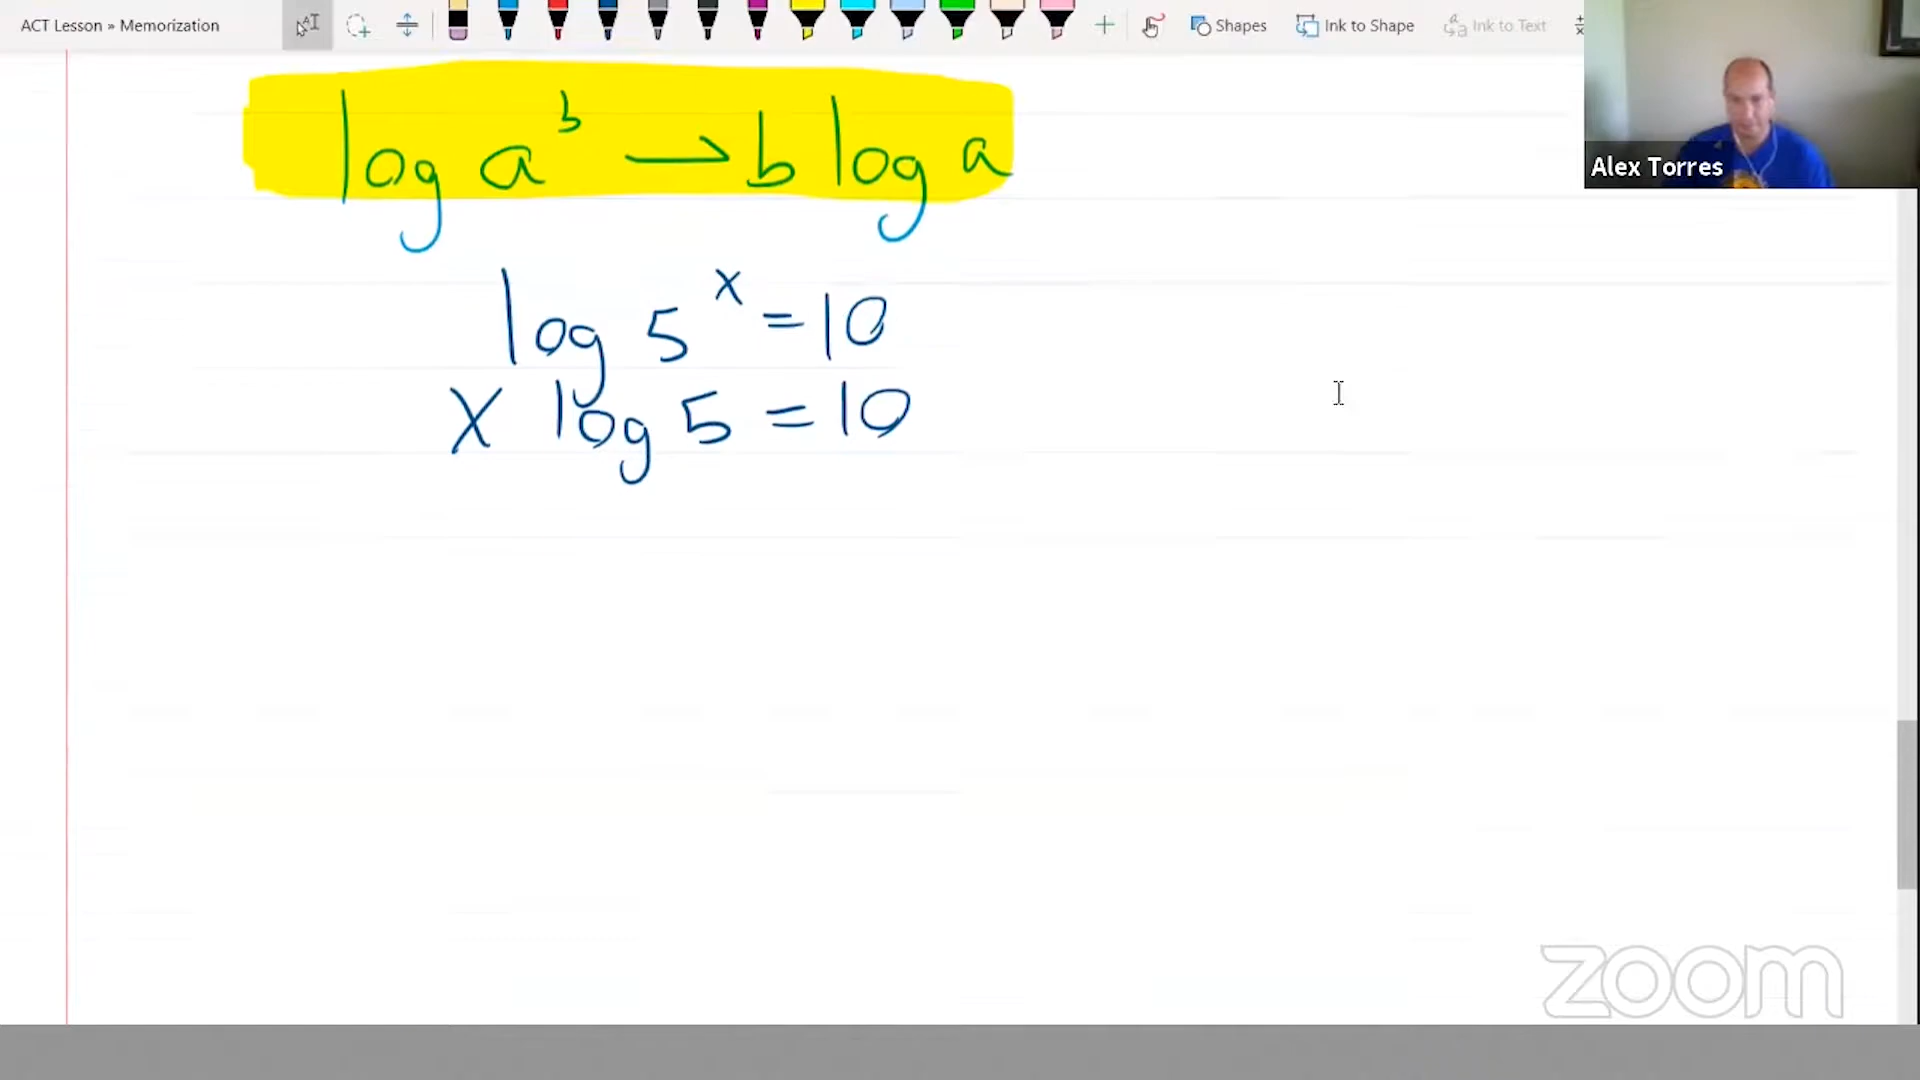 ACT Lesson » Memorization
Shapes
Ink to Shape
Ink to Text
Alex Torres
log a^b → b log a
log 5^x = 10
x log 5 = 10
zoom